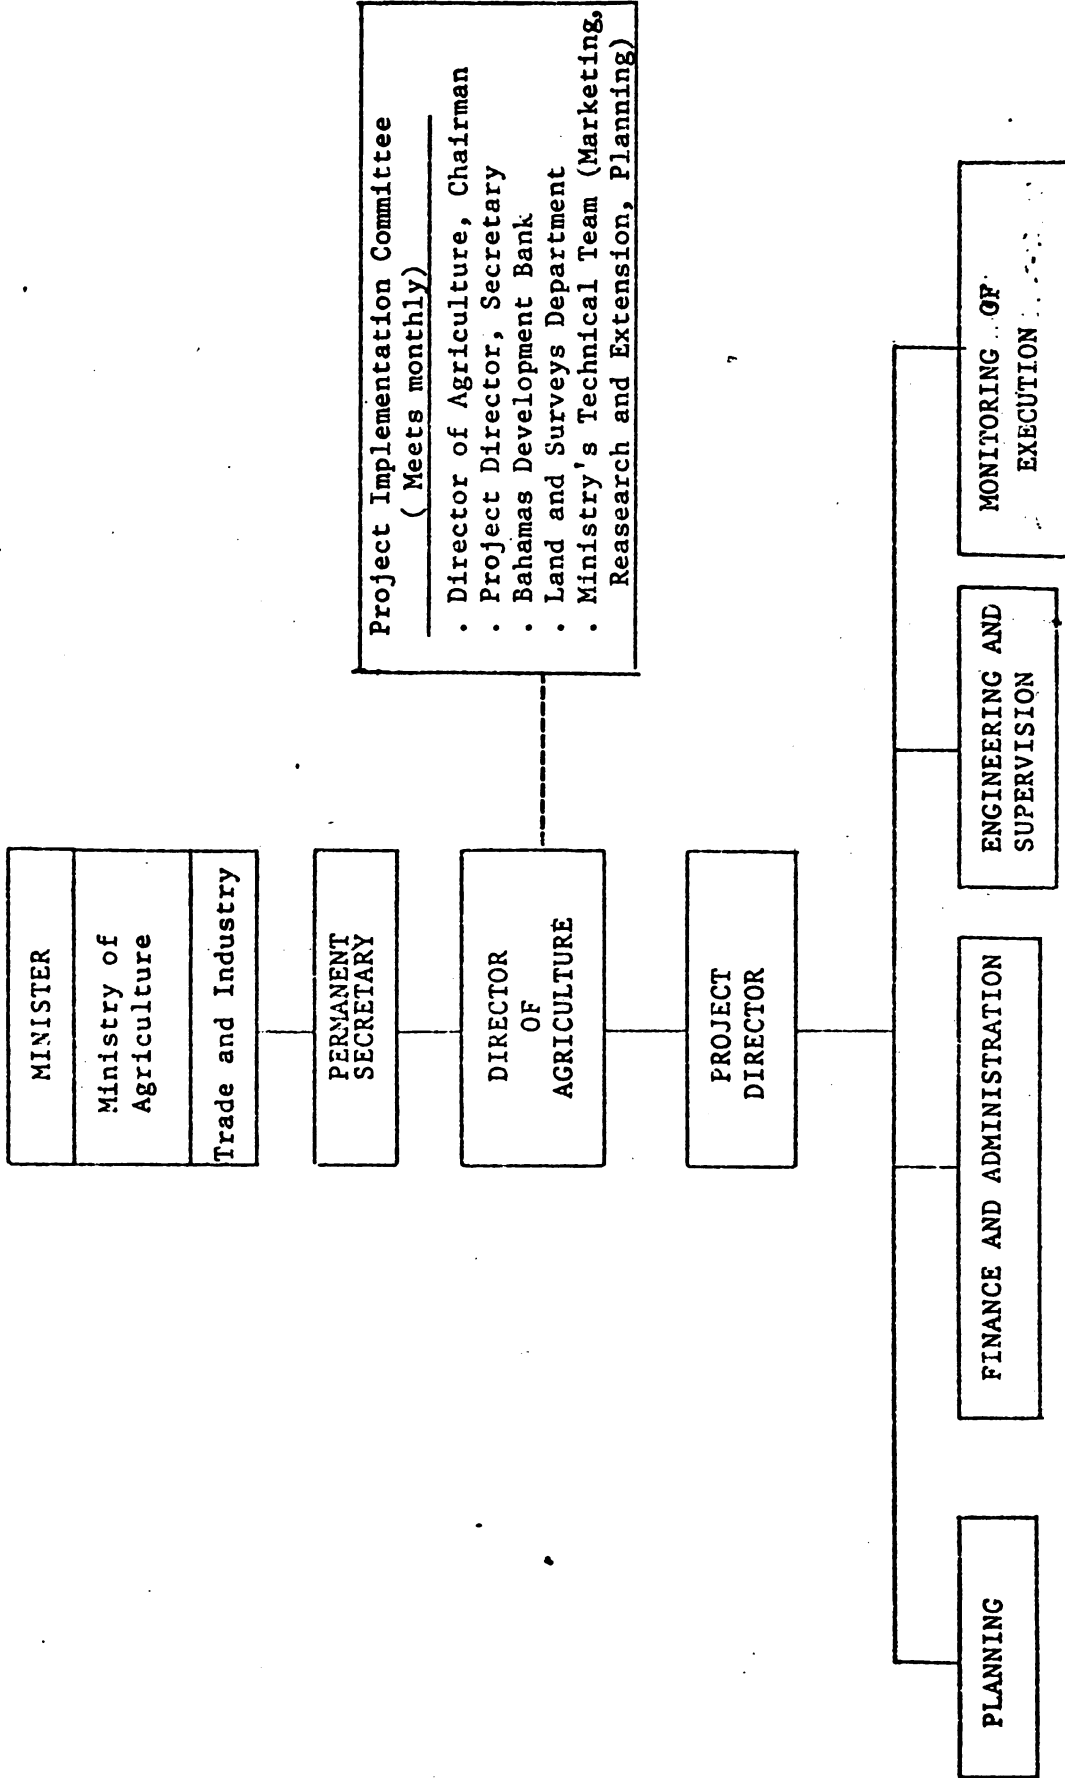 MINISTER
Ministry of
Agriculture
Trade and Industry
PERMANENT
SECRETARY
DIRECTOR
OF
AGRICULTURE
Project Implementation Committee
( Meets monthly)
. Director of Agriculture, Chairman
. Project Director, Secretary
. Bahamas Development Bank
. Land and Surveys Department
. Ministry's Technical Team (Marketing,
Reasearch and Extension, Planning)
PROJECT
DIRECTOR
PLANNING
FINANCE AND ADMINISTRATION
ENGINEERING AND
SUPERVISION
MONITORING OF
EXECUTION